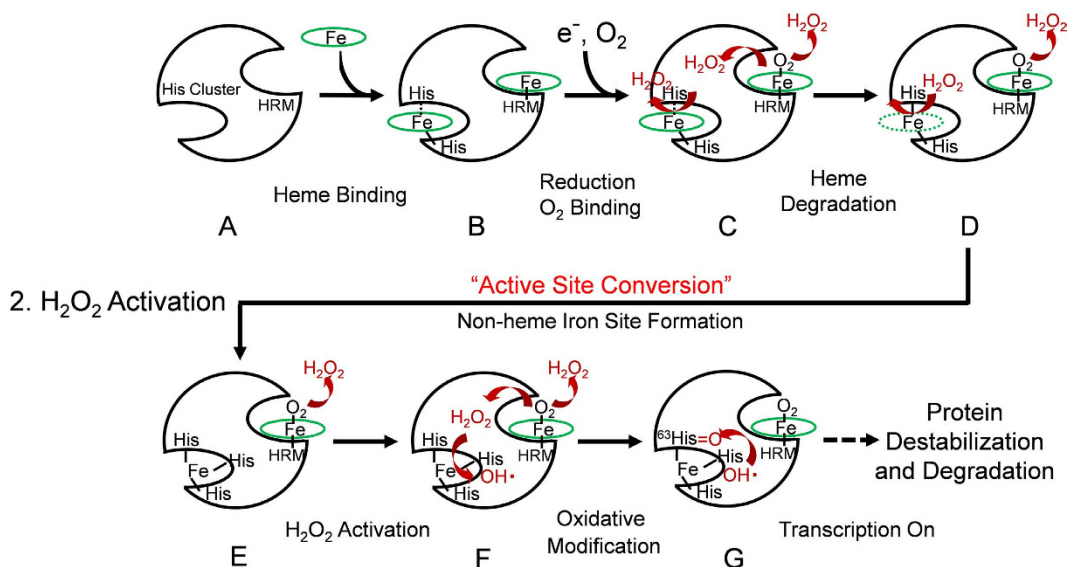 Fe
His Cluster
HRM
Heme Binding
A
His
Fe
His
Fe
HRM
B
e⁻, O₂
Reduction
O₂ Binding
H₂O₂
H₂O₂
H₂O₂
O₂
Fe
HRM
His
Fe
His
C
Heme
Degradation
H₂O₂
O₂
Fe
HRM
His
H₂O₂
Fe
His
D
2. H₂O₂ Activation
“Active Site Conversion”
Non-heme Iron Site Formation
H₂O₂
O₂
Fe
HRM
His
His
Fe
His
E
H₂O₂ Activation
H₂O₂
O₂
Fe
HRM
H₂O₂
His
His
Fe
OH·
His
F
Oxidative
Modification
O₂
Fe
HRM
⁶³His=O
His
Fe
OH·
His
G
Transcription On
Protein
Destabilization
and Degradation